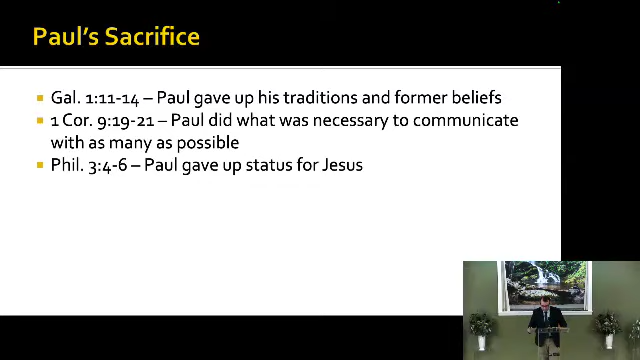 Paul's Sacrifice
Gal. 1:11-14 – Paul gave up his traditions and former beliefs
1 Cor. 9:19-21 – Paul did what was necessary to communicate
with as many as possible
Phil. 3:4-6 – Paul gave up status for Jesus